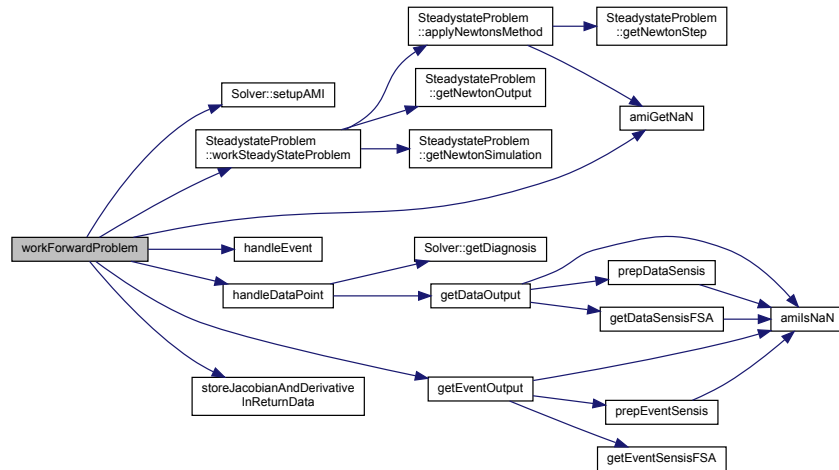 SteadystateProblem
::applyNewtonsMethod
SteadystateProblem
::getNewtonStep
Solver::setupAMI
SteadystateProblem
::getNewtonOutput
amiGetNaN
SteadystateProblem
::workSteadyStateProblem
SteadystateProblem
::getNewtonSimulation
workForwardProblem
handleEvent
Solver::getDiagnosis
prepDataSensis
handleDataPoint
getDataOutput
getDataSensisFSA
amiIsNaN
storeJacobianAndDerivative
InReturnData
getEventOutput
prepEventSensis
getEventSensisFSA